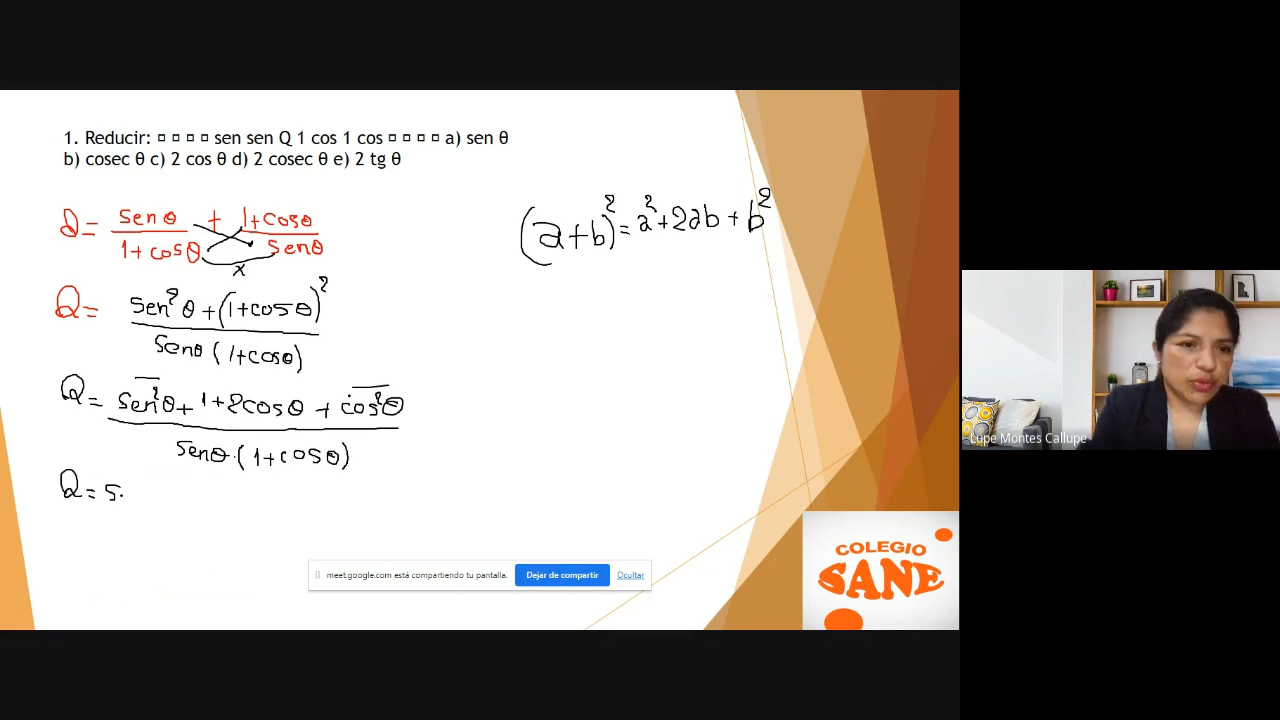 1. Reducir: □ □ □ □ sen sen Q 1 cos 1 cos □ □ □ □ a) sen θ
b) cosec θ c) 2 cos θ d) 2 cosec θ e) 2 tg θ
Q = senθ / 1+cosθ + 1+cosθ / senθ
x
(a+b)² = a²+2ab+b²
Q = sen²θ+(1+cosθ)² / senθ(1+cosθ)
Q = sen²θ+1+2cosθ+cos²θ / senθ·(1+cosθ)
Q = s
Lupe Montes Callupe
COLEGIO
SANE
meet.google.com está compartiendo tu pantalla. Dejar de compartir Ocultar